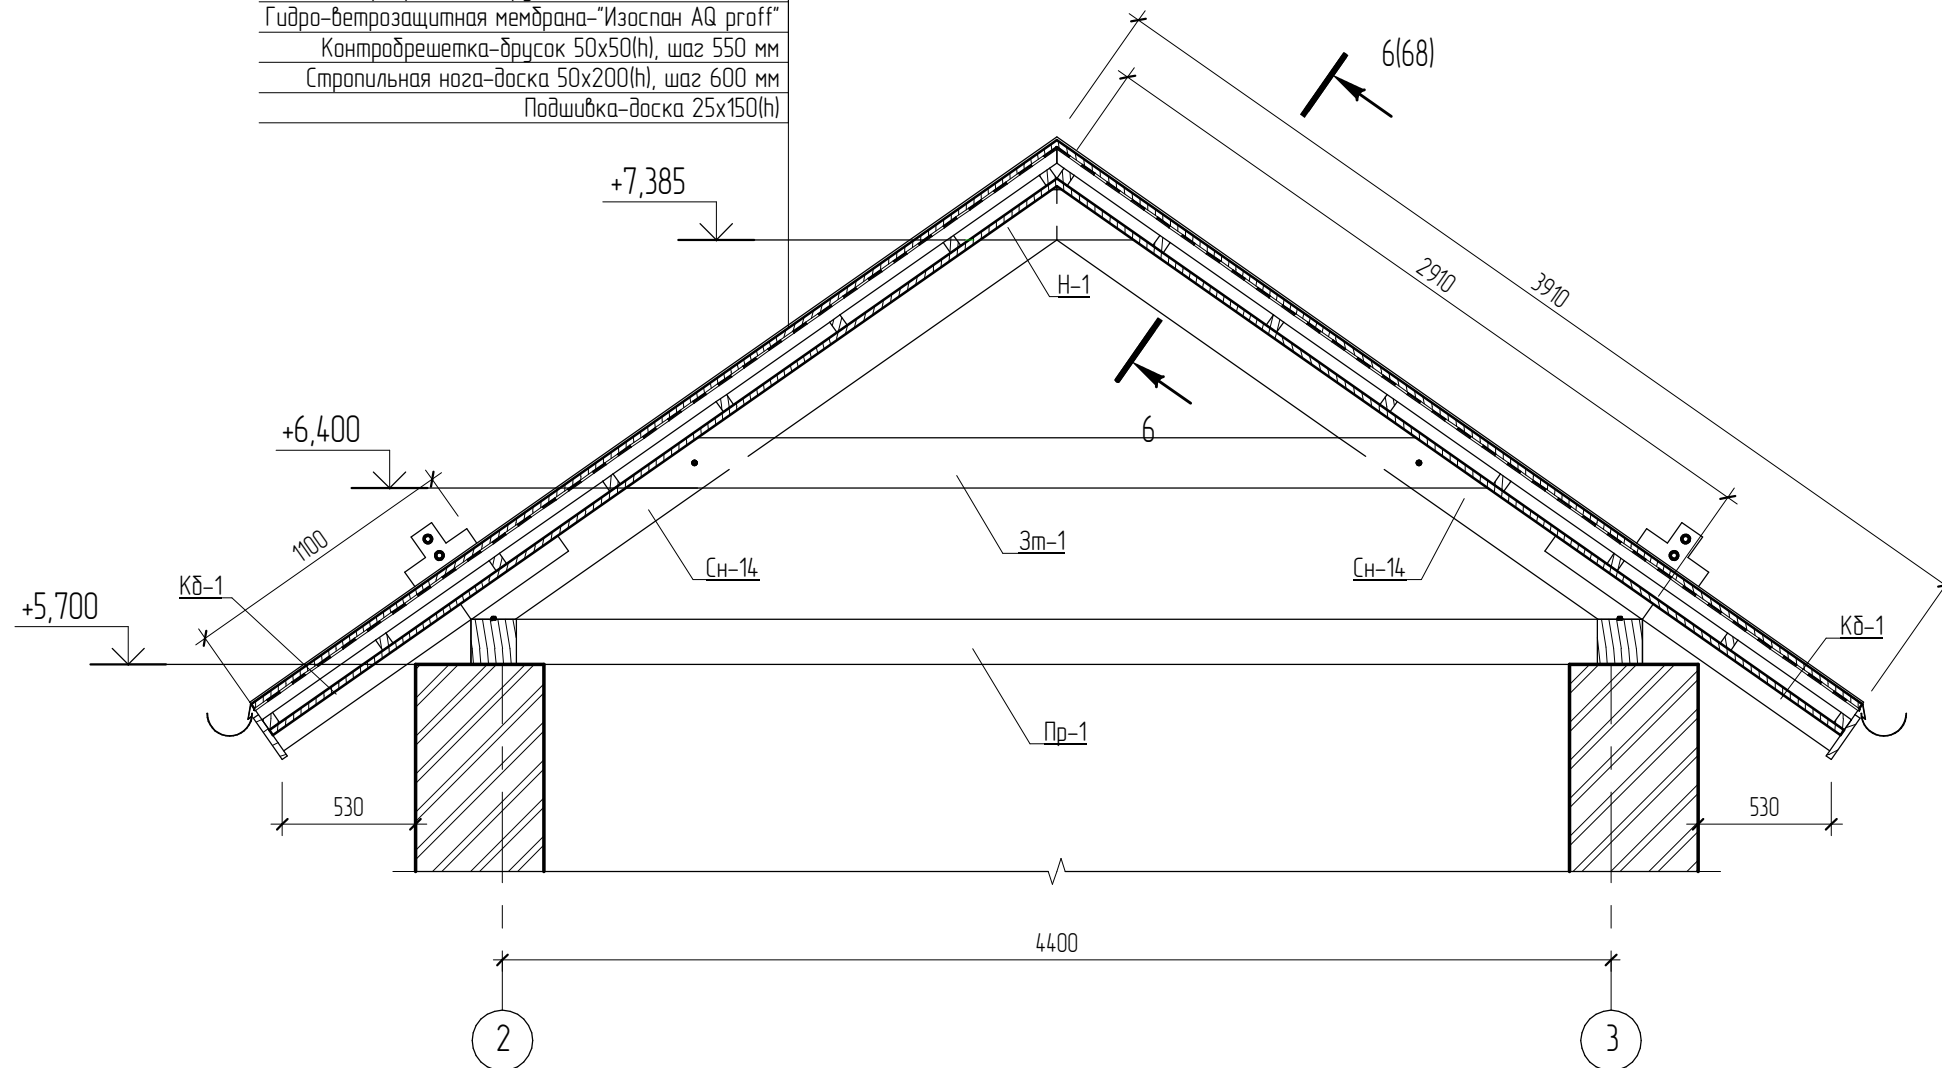 Гидро-ветрозащитная мембрана-"Изоспан AQ proff"
Контробрешетка-брусок 50х50(h), шаг 550 мм
Стропильная нога-доска 50х200(h), шаг 600 мм
Подшивка-доска 25х150(h)
6(68)
+7,385
2910
3910
Н-1
6
+6,400
1100
Зт-1
Сн-14
Сн-14
Кб-1
+5,700
Кб-1
Пр-1
530
530
4400
2
3